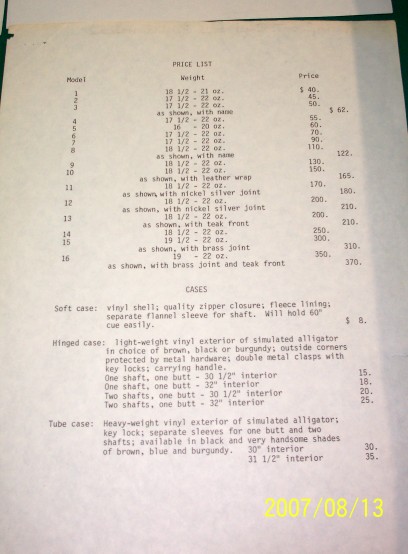 PRICE LIST
Model Weight Price
1 18 1/2 - 21 oz. $ 40.
2 17 1/2 - 22 oz. 45.
3 17 1/2 - 22 oz. 50.
as shown, with name $ 62.
4 17 1/2 - 22 oz. 55.
5 16 - 20 oz. 60.
6 17 1/2 - 22 oz. 70.
7 17 1/2 - 22 oz. 90.
8 18 1/2 - 22 oz. 110.
as shown, with name 122.
9 18 1/2 - 22 oz. 130.
10 18 1/2 - 22 oz. 150.
as shown, with leather wrap 165.
11 18 1/2 - 22 oz. 170.
as shown, with nickel silver joint 180.
12 18 1/2 - 22 oz. 200.
as shown, with nickel silver joint 210.
13 18 1/2 - 22 oz. 200.
as shown, with teak front 210.
14 18 1/2 - 22 oz. 250.
15 19 1/2 - 22 oz. 300.
as shown, with brass joint 310.
16 19 - 22 oz. 350.
as shown, with brass joint and teak front 370.
CASES
Soft case: vinyl shell; quality zipper closure; fleece lining;
separate flannel sleeve for shaft. Will hold 60"
cue easily. $ 8.
Hinged case: light-weight vinyl exterior of simulated alligator
in choice of brown, black or burgundy; outside corners
protected by metal hardware; double metal clasps with
key locks; carrying handle.
One shaft, one butt - 30 1/2" interior 15.
One shaft, one butt - 32" interior 18.
Two shafts, one butt - 30 1/2" interior 20.
Two shafts, one butt - 32" interior 25.
Tube case: Heavy-weight vinyl exterior of simulated alligator;
key lock; separate sleeves for one butt and two
shafts; available in black and very handsome shades
of brown, blue and burgundy. 30" interior 30.
31 1/2" interior 35.
2007/08/13